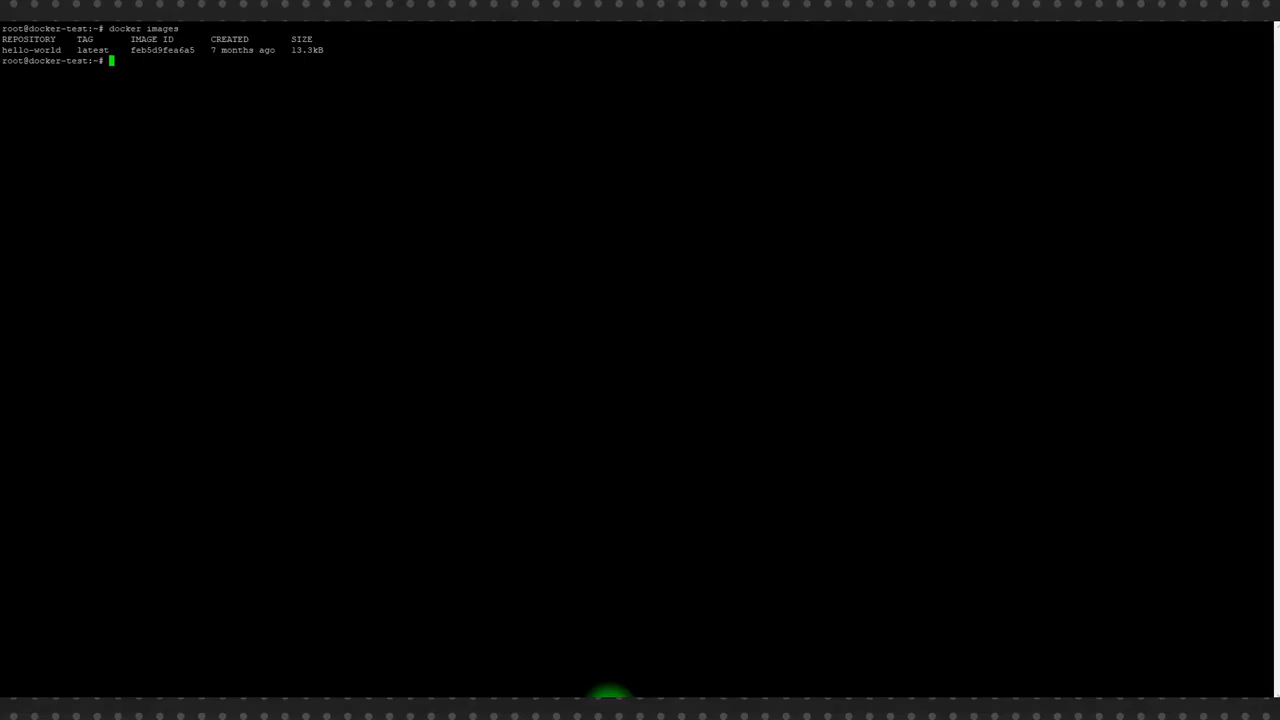 root@docker-test:~# docker images
REPOSITORY TAG IMAGE ID CREATED SIZE
hello-world latest feb5d9fea6a5 7 months ago 13.3kB
root@docker-test:~#